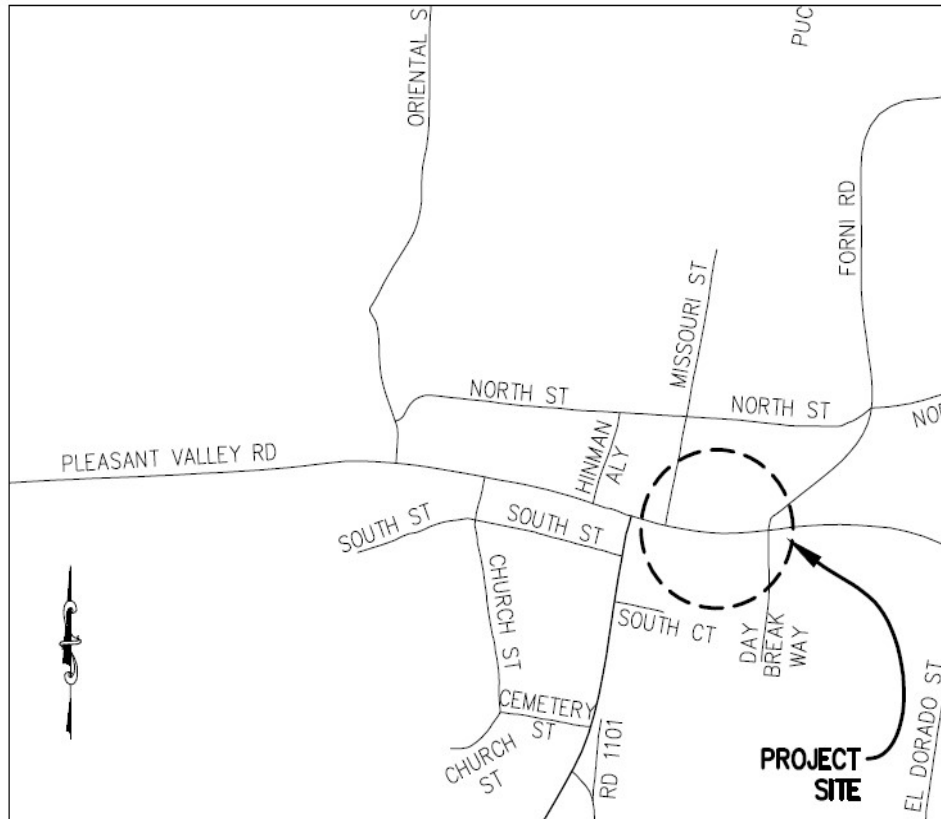 ORIENTAL S
PUC
FORNI RD
MISSOURI ST
NORTH ST
NORTH ST
NOR
PLEASANT VALLEY RD
HINMAN
ALY
SOUTH ST
SOUTH ST
CHURCH ST
SOUTH CT
DAY
BREAK
WAY
CEMETERY
ST
CHURCH
ST
RD 1101
EL DORADO ST
PROJECT
SITE